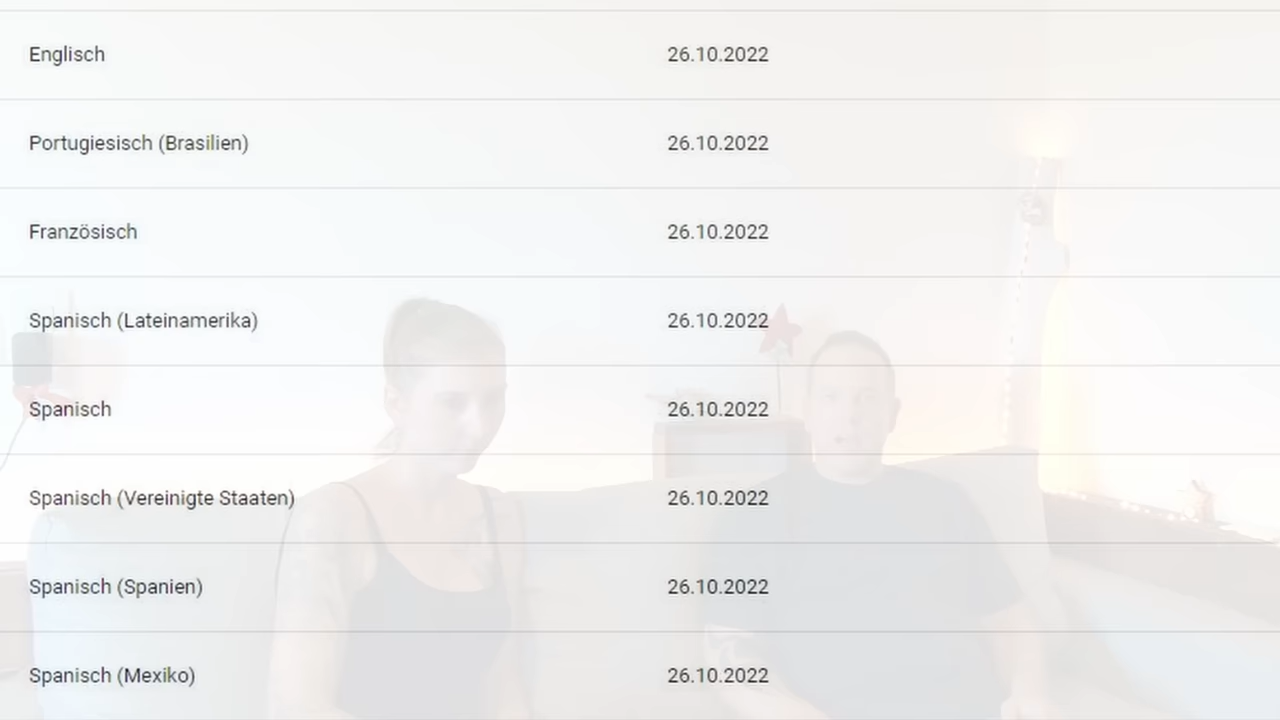 Englisch 26.10.2022
Portugiesisch (Brasilien) 26.10.2022
Französisch 26.10.2022
Spanisch (Lateinamerika) 26.10.2022
Spanisch 26.10.2022
Spanisch (Vereinigte Staaten) 26.10.2022
Spanisch (Spanien) 26.10.2022
Spanisch (Mexiko) 26.10.2022